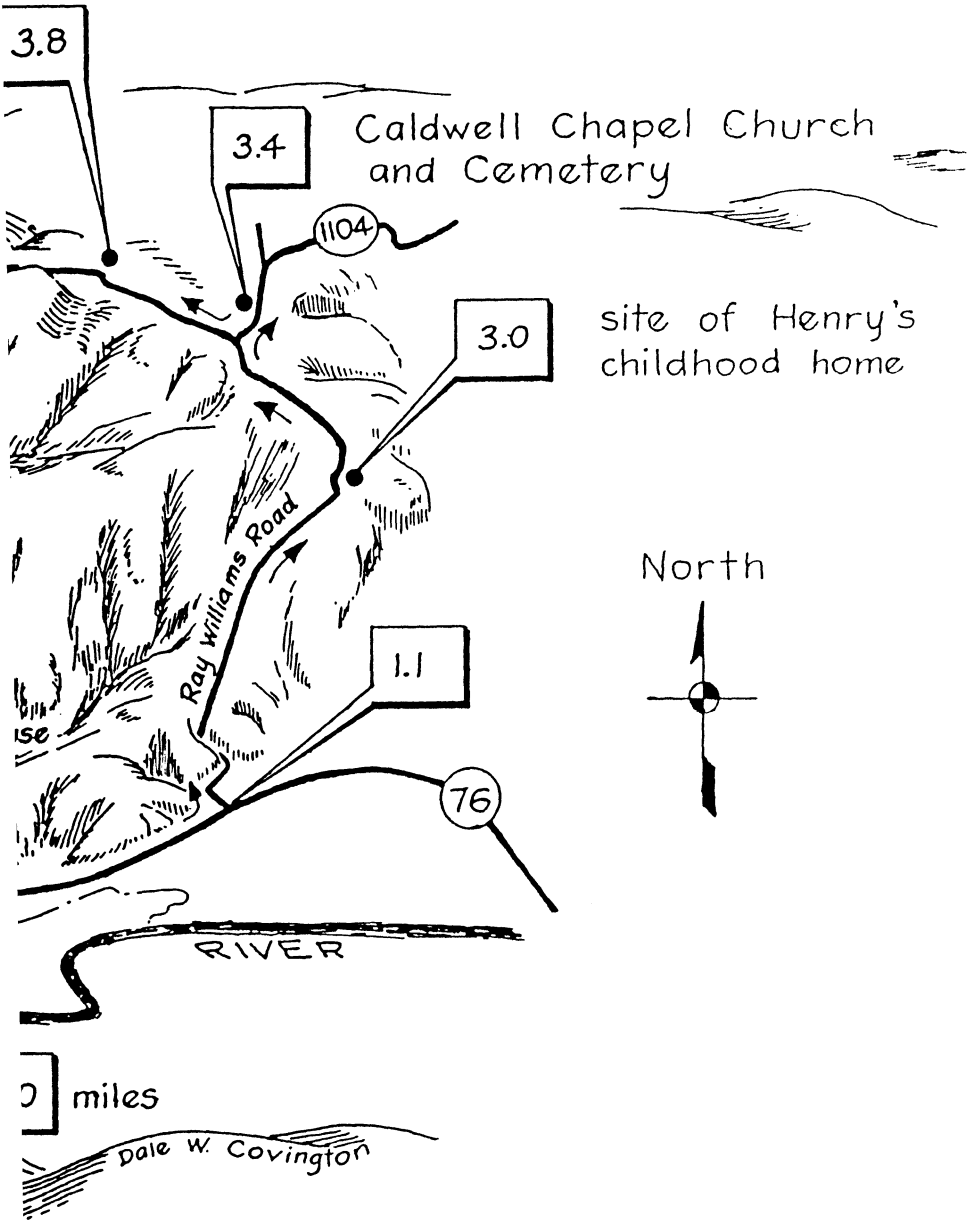 3.8
3.4
Caldwell Chapel Church
and Cemetery
1104
3.0
site of Henry's
childhood home
Ray Williams Road
North
1.1
76
RIVER
miles
Dale W. Covington